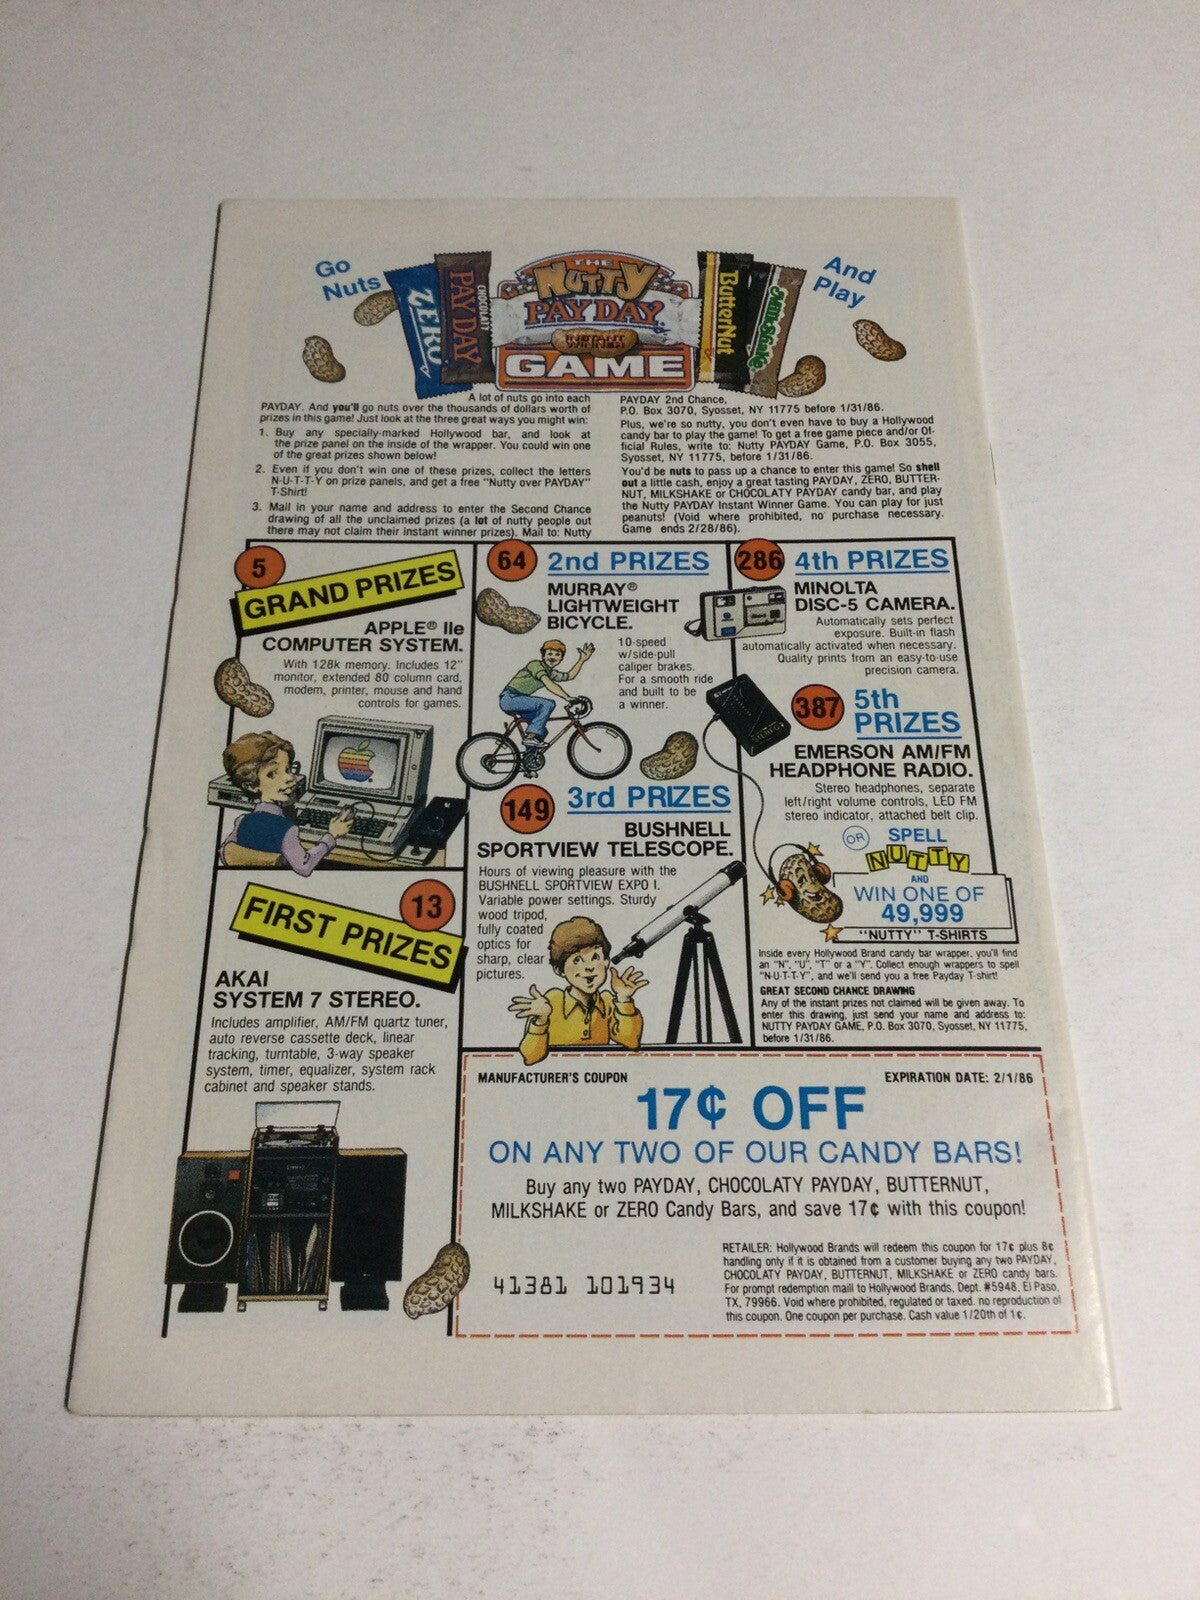 Go
Nuts
ZERO
CHOCOLATY
PAYDAY
THE
NUTTY
PAY DAY
INSTANT
WINNER
GAME
ButterNut
MilkShake
And
Play
A lot of nuts go into each
PAYDAY. And you'll go nuts over the thousands of dollars worth of
prizes in this game! Just look at the three great ways you might win:
1. Buy any specially-marked Hollywood bar, and look at
the prize panel on the inside of the wrapper. You could win one
of the great prizes shown below!
2. Even if you don't win one of these prizes, collect the letters
N-U-T-T-Y on prize panels, and get a free "Nutty over PAYDAY"
T-Shirt!
3. Mail in your name and address to enter the Second Chance
drawing of all the unclaimed prizes (a lot of nutty people out
there may not claim their instant winner prizes). Mail to: Nutty
PAYDAY 2nd Chance,
P.O. Box 3070, Syosset, NY 11775 before 1/31/86.
Plus, we're so nutty, you don't even have to buy a Hollywood
candy bar to play the game! To get a free game piece and/or Of-
ficial Rules, write to: Nutty PAYDAY Game, P.O. Box 3055,
Syosset, NY 11775, before 1/31/86.
You'd be nuts to pass up a chance to enter this game! So shell
out a little cash, enjoy a great tasting PAYDAY, ZERO, BUTTER-
NUT, MILKSHAKE or CHOCOLATY PAYDAY candy bar, and play
the Nutty PAYDAY Instant Winner Game. You can play for just
peanuts! (Void where prohibited, no purchase necessary.
Game ends 2/28/86).
5
GRAND PRIZES
APPLE® IIe
COMPUTER SYSTEM.
With 128k memory. Includes 12"
monitor, extended 80 column card,
modem, printer, mouse and hand
controls for games.
13
FIRST PRIZES
AKAI
SYSTEM 7 STEREO.
Includes amplifier, AM/FM quartz tuner,
auto reverse cassette deck, linear
tracking, turntable, 3-way speaker
system, timer, equalizer, system rack
cabinet and speaker stands.
64
2nd PRIZES
MURRAY®
LIGHTWEIGHT
BICYCLE.
10-speed
w/side-pull
caliper brakes.
For a smooth ride
and built to be
a winner.
149
3rd PRIZES
BUSHNELL
SPORTVIEW TELESCOPE.
Hours of viewing pleasure with the
BUSHNELL SPORTVIEW EXPO I.
Variable power settings. Sturdy
wood tripod,
fully coated
optics for
sharp, clear
pictures.
286
4th PRIZES
MINOLTA
DISC-5 CAMERA.
Automatically sets perfect
exposure. Built-in flash
automatically activated when necessary.
Quality prints from an easy-to-use
precision camera.
STEREO
387
5th
PRIZES
EMERSON AM/FM
HEADPHONE RADIO.
Stereo headphones, separate
left/right volume controls, LED FM
stereo indicator, attached belt clip.
OR
SPELL
NUTTY
AND
WIN ONE OF
49,999
"NUTTY" T-SHIRTS
Inside every Hollywood Brand candy bar wrapper, you'll find
an "N", "U", "T" or a "Y". Collect enough wrappers to spell
"N-U-T-T-Y", and we'll send you a free Payday T-shirt!
GREAT SECOND CHANCE DRAWING
Any of the instant prizes not claimed will be given away. To
enter this drawing, just send your name and address to:
NUTTY PAYDAY GAME, P.O. Box 3070, Syosset, NY 11775,
before 1/31/86.
MANUFACTURER'S COUPON
EXPIRATION DATE: 2/1/86
17¢ OFF
ON ANY TWO OF OUR CANDY BARS!
Buy any two PAYDAY, CHOCOLATY PAYDAY, BUTTERNUT,
MILKSHAKE or ZERO Candy Bars, and save 17¢ with this coupon!
41381 101934
RETAILER: Hollywood Brands will redeem this coupon for 17¢ plus 8¢
handling only if it is obtained from a customer buying any two PAYDAY,
CHOCOLATY PAYDAY, BUTTERNUT, MILKSHAKE or ZERO candy bars.
For prompt redemption maill to Hollywood Brands, Dept. #5948, El Paso,
TX, 79966. Void where prohibited, regulated or taxed. no reproduction of
this coupon. One coupon per purchase. Cash value 1/20th of 1¢.